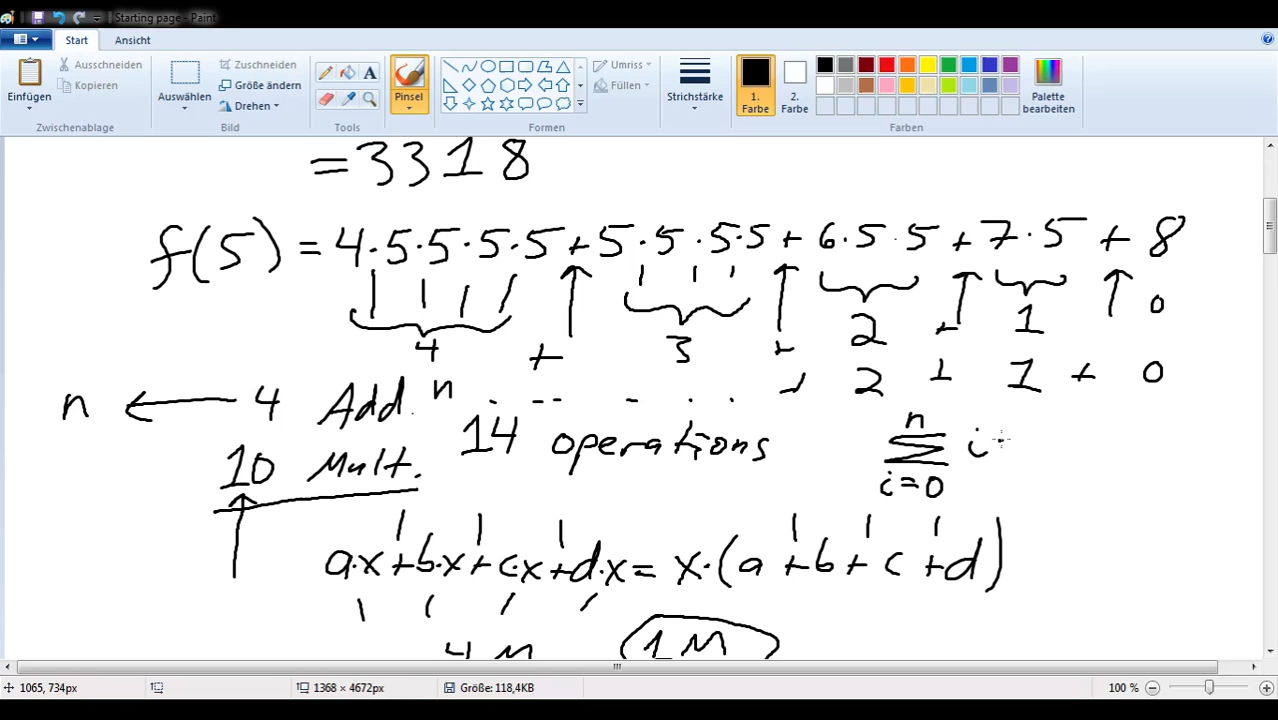 Starting page - Paint
Start Ansicht
Einfügen Ausschneiden Kopieren Zwischenablage
Auswählen Zuschneiden Größe ändern Drehen Bild
Pinsel A Tools
Umriss Füllen Formen
Strichstärke
1. Farbe 2. Farbe Palette bearbeiten Farben
=3318
f(5) = 4·5·5·5·5+5·5·5·5+6·5·5+7·5+8
4 + 3 + 2 + 1 0
+ 2 + 1 + 0
n ← 4 Add. n
10 Mult. 14 operations
n
Σ i
i=0
a·x+b·x+c·x+d·x= x·(a+b+c+d)
4 M 1 M
1065, 734px 1368 × 4672px Größe: 118,4KB 100 %